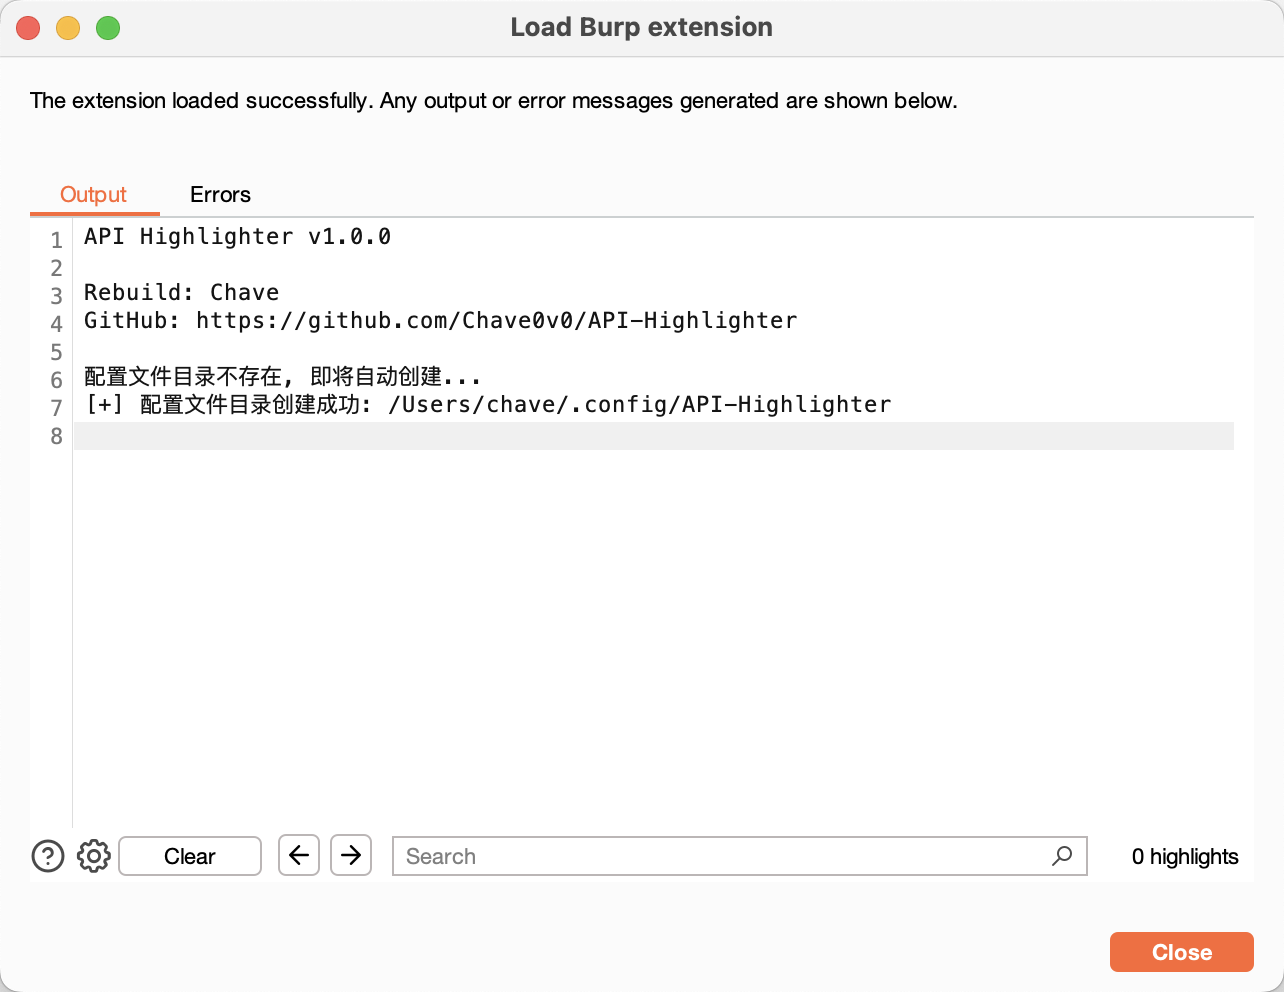 Load Burp extension
The extension loaded successfully. Any output or error messages generated are shown below.
Output Errors
1 API Highlighter v1.0.0
2
3 Rebuild: Chave
4 GitHub: https://github.com/Chave0v0/API-Highlighter
5
6 配置文件目录不存在, 即将自动创建...
7 [+] 配置文件目录创建成功: /Users/chave/.config/API-Highlighter
8
? Clear Search 0 highlights
Close